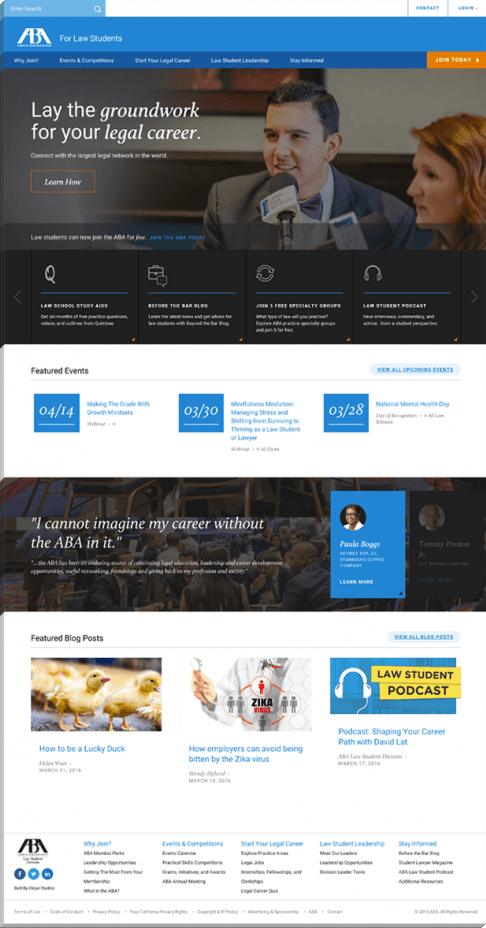 Enter Search
CONTACT
LOGIN
ABA
AMERICAN BAR ASSOCIATION
For Law Students
Why Join?
Events & Competitions
Start Your Legal Career
Law Student Leadership
Stay Informed
JOIN TODAY
Lay the groundwork
for your legal career.
Connect with the largest legal network in the world.
Learn How
Law students can now join the ABA for free. JOIN THE ABA TODAY
LAW SCHOOL STUDY AIDS
Get six months of free practice questions,
videos, and outlines from Quimbee
BEFORE THE BAR BLOG
Learn the latest news and get advice for
law students with Beyond the Bar Blog.
JOIN 5 FREE SPECIALTY GROUPS
What type of law will you practice?
Explore ABA practice specialty groups
and join 5 for free.
LAW STUDENT PODCAST
Hear interviews, commentary, and
advice...from a student perspective.
Featured Events
VIEW ALL UPCOMING EVENTS
04/14
Making The Grade With
Growth Mindsets
Webinar
03/30
Mindfulness Mediation:
Managing Stress and
Shifting from Surviving to
Thriving as a Law Student
or Lawyer
Webinar • # All Cities
03/28
National Mental Health Day
Day of Recognition • # All Law
Schools
"I cannot imagine my career without
the ABA in it."
"... the ABA has been an enduring source of continuing legal education, leadership and career development
opportunities, useful networking, friendships and giving back to my profession and society."
Paula Boggs
RETIRED EVP, GC
STARBUCKS COFFEE
COMPANY
LEARN MORE
Tommy Preston
Jr.
THE BOEING COMPANY
LEARN MORE
Featured Blog Posts
VIEW ALL BLOG POSTS
ZIKA
VIRUS
LAW STUDENT
PODCAST
How to be a Lucky Duck
Helen Wan -
MARCH 21, 2016
How employers can avoid being
bitten by the Zika virus
Wendy Hyland -
MARCH 18, 2016
Podcast: Shaping Your Career
Path with David Lat
ABA Law Student Division -
MARCH 17, 2016
ABA
Law Student
Division
Built By Clique Studios
Why Join?
ABA Member Perks
Leadership Opportunities
Getting The Most From Your
Membership
What is the ABA?
Events & Competitions
Events Calendar
Practical Skills Competitions
Grants, Initiatives, and Awards
ABA Annual Meeting
Start Your Legal Career
Explore Practice Areas
Legal Jobs
Internships, Fellowships, and
Clerkships
Legal Career Quiz
Law Student Leadership
Meet Our Leaders
Leadership Opportunities
Division Leader Tools
Stay Informed
Before the Bar Blog
Student Lawyer Magazine
ABA Law Student Podcast
Additional Resources
Terms of Use • Code of Conduct • Privacy Policy • Your California Privacy Rights • Copyright & IP Policy • Advertising & Sponsorship • ABA • Contact
© 2015 ABA, All Rights Reserved